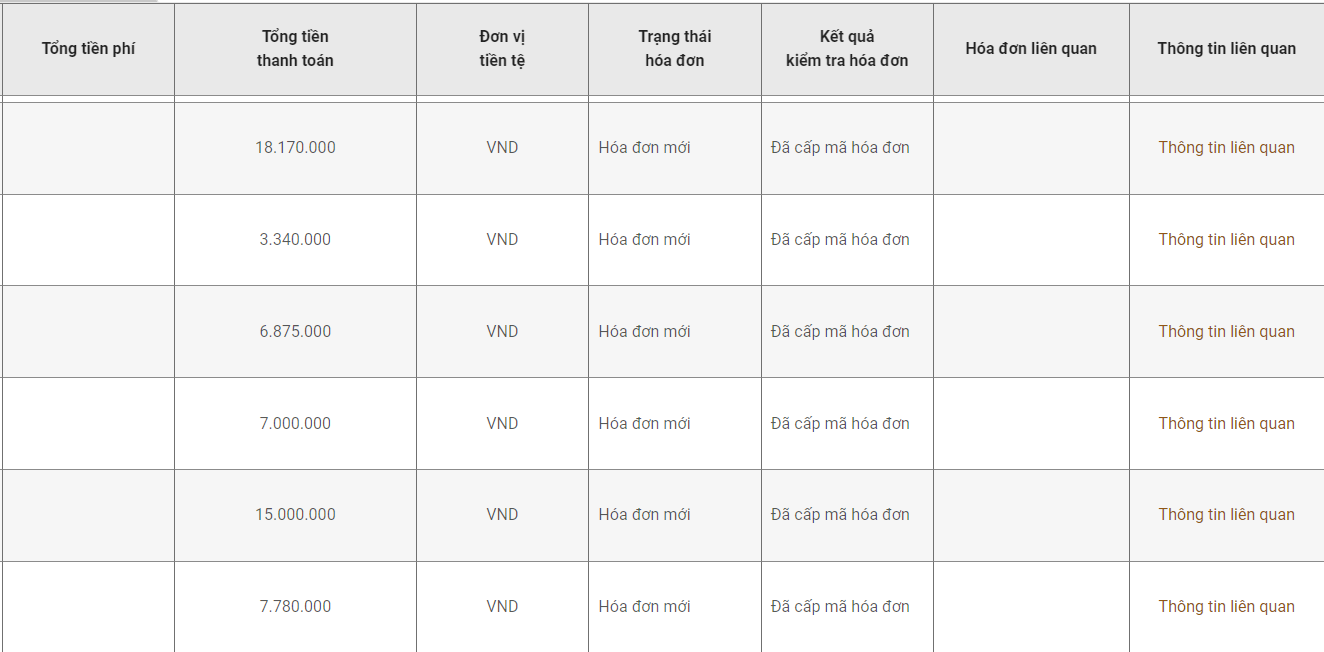 Tổng tiền phí
Tổng tiền
thanh toán
Đơn vị
tiền tệ
Trạng thái
hóa đơn
Kết quả
kiểm tra hóa đơn
Hóa đơn liên quan
Thông tin liên quan
18.170.000 VND Hóa đơn mới Đã cấp mã hóa đơn Thông tin liên quan
3.340.000 VND Hóa đơn mới Đã cấp mã hóa đơn Thông tin liên quan
6.875.000 VND Hóa đơn mới Đã cấp mã hóa đơn Thông tin liên quan
7.000.000 VND Hóa đơn mới Đã cấp mã hóa đơn Thông tin liên quan
15.000.000 VND Hóa đơn mới Đã cấp mã hóa đơn Thông tin liên quan
7.780.000 VND Hóa đơn mới Đã cấp mã hóa đơn Thông tin liên quan